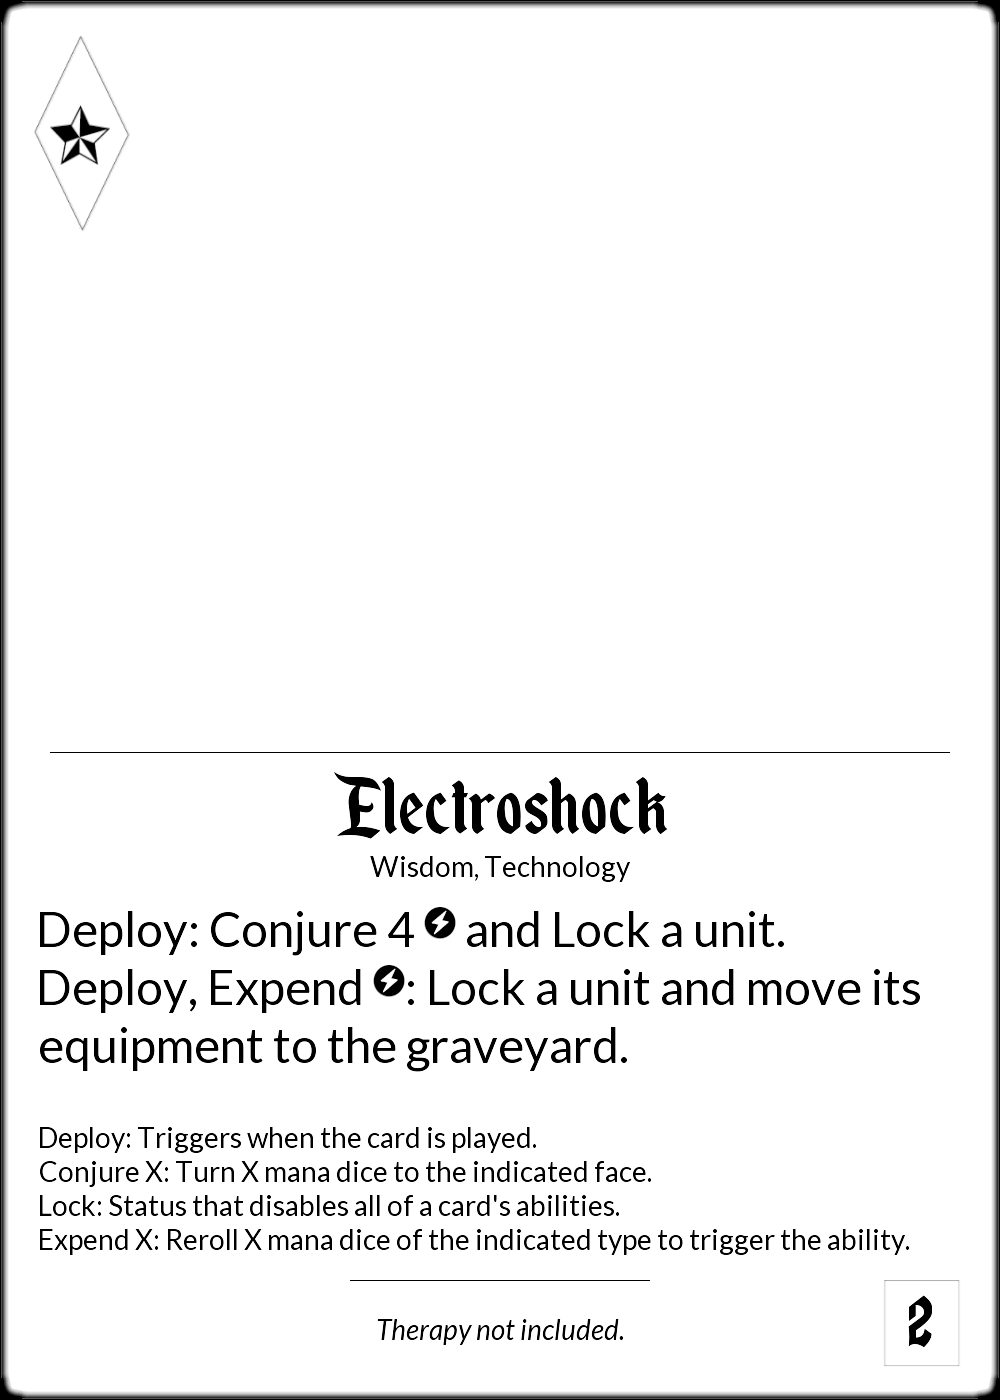 Electroshock
Wisdom, Technology
Deploy: Conjure 4 and Lock a unit.
Deploy, Expend : Lock a unit and move its
equipment to the graveyard.
Deploy: Triggers when the card is played.
Conjure X: Turn X mana dice to the indicated face.
Lock: Status that disables all of a card's abilities.
Expend X: Reroll X mana dice of the indicated type to trigger the ability.
Therapy not included.
2